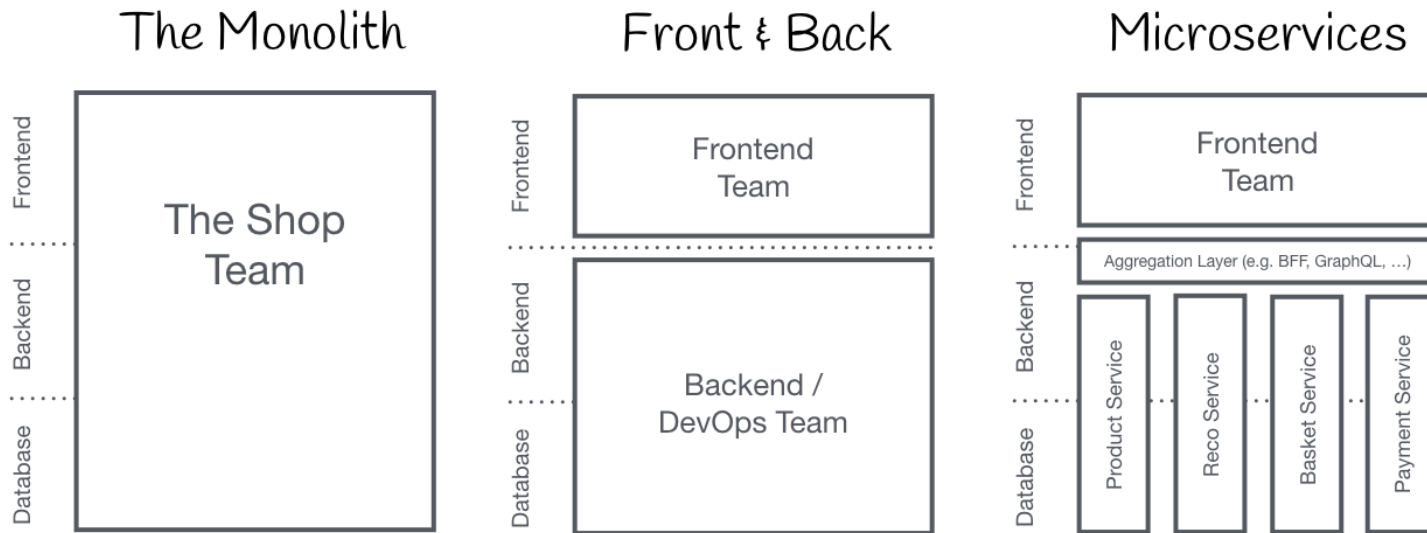 The Monolith
Frontend
Backend
Database
The Shop
Team
Front & Back
Frontend
Backend
Database
Frontend
Team
Backend /
DevOps Team
Microservices
Frontend
Backend
Database
Frontend
Team
Aggregation Layer (e.g. BFF, GraphQL, …)
Product Service
Reco Service
Basket Service
Payment Service